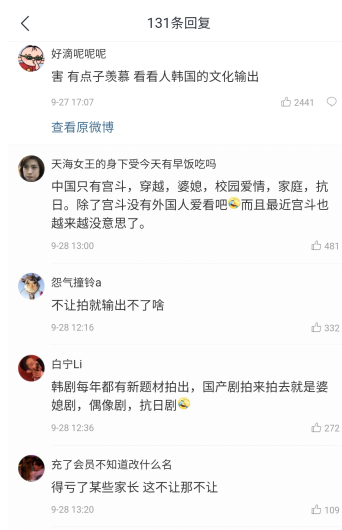 131条回复
好滴呢呢呢
害 有点子羡慕 看看人韩国的文化输出
9-27 17:07
2441
查看原微博
天海女王的身下受今天有早饭吃吗
中国只有宫斗，穿越，婆媳，校园爱情，家庭，抗
日。除了宫斗没有外国人爱看吧🤣而且最近宫斗也
越来越没意思了。
9-28 13:00
481
怨气撞铃a
不让拍就输出不了啥
9-28 12:16
332
白宁Li
韩剧每年都有新题材拍出，国产剧拍来拍去就是婆
媳剧，偶像剧，抗日剧🤣
9-28 12:36
272
充了会员不知道改什么名
得亏了某些家长 这不让那不让
9-28 13:20
109